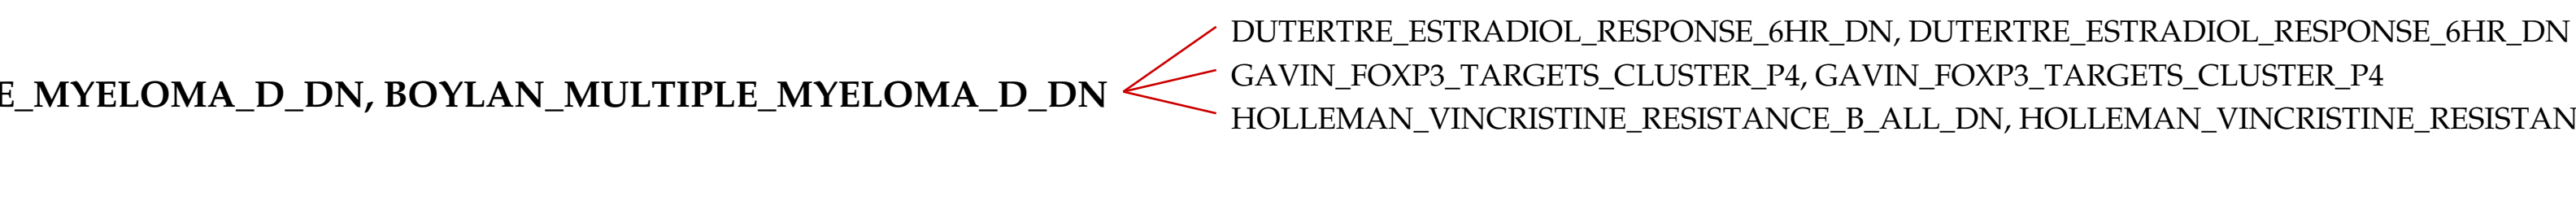 DUTERTRE_ESTRADIOL_RESPONSE_6HR_DN, DUTERTRE_ESTRADIOL_RESPONSE_6HR_DN
GAVIN_FOXP3_TARGETS_CLUSTER_P4, GAVIN_FOXP3_TARGETS_CLUSTER_P4
E_MYELOMA_D_DN, BOYLAN_MULTIPLE_MYELOMA_D_DN
HOLLEMAN_VINCRISTINE_RESISTANCE_B_ALL_DN, HOLLEMAN_VINCRISTINE_RESISTAN